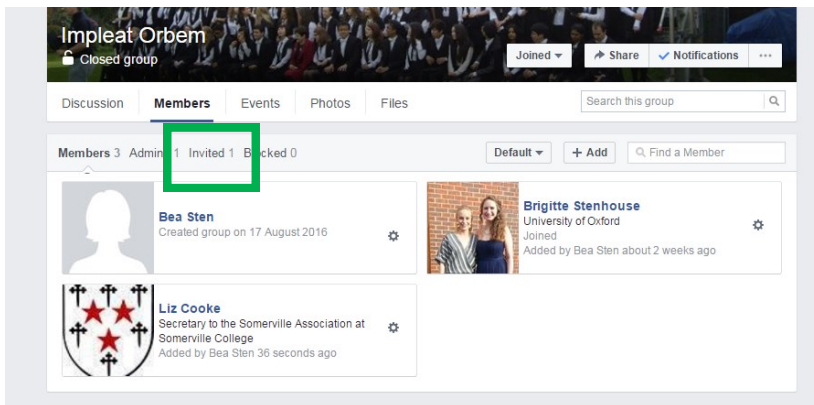 Impleat Orbem
Closed group
Joined Share Notifications ...
Discussion Members Events Photos Files Search this group
Members 3 Admin 1 Invited 1 Blocked 0 Default + Add Find a Member
Bea Sten
Created group on 17 August 2016
Brigitte Stenhouse
University of Oxford
Joined
Added by Bea Sten about 2 weeks ago
Liz Cooke
Secretary to the Somerville Association at
Somerville College
Added by Bea Sten 36 seconds ago